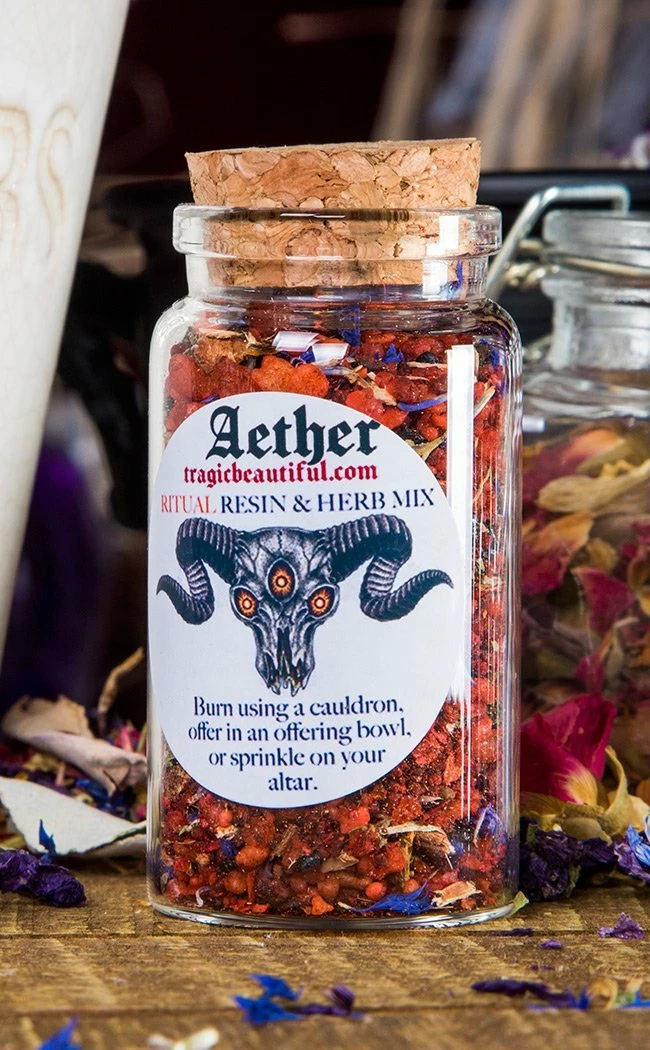 Aether
tragicbeautiful.com
RITUAL RESIN & HERB MIX
Burn using a cauldron,
offer in an offering bowl,
or sprinkle on your
altar.